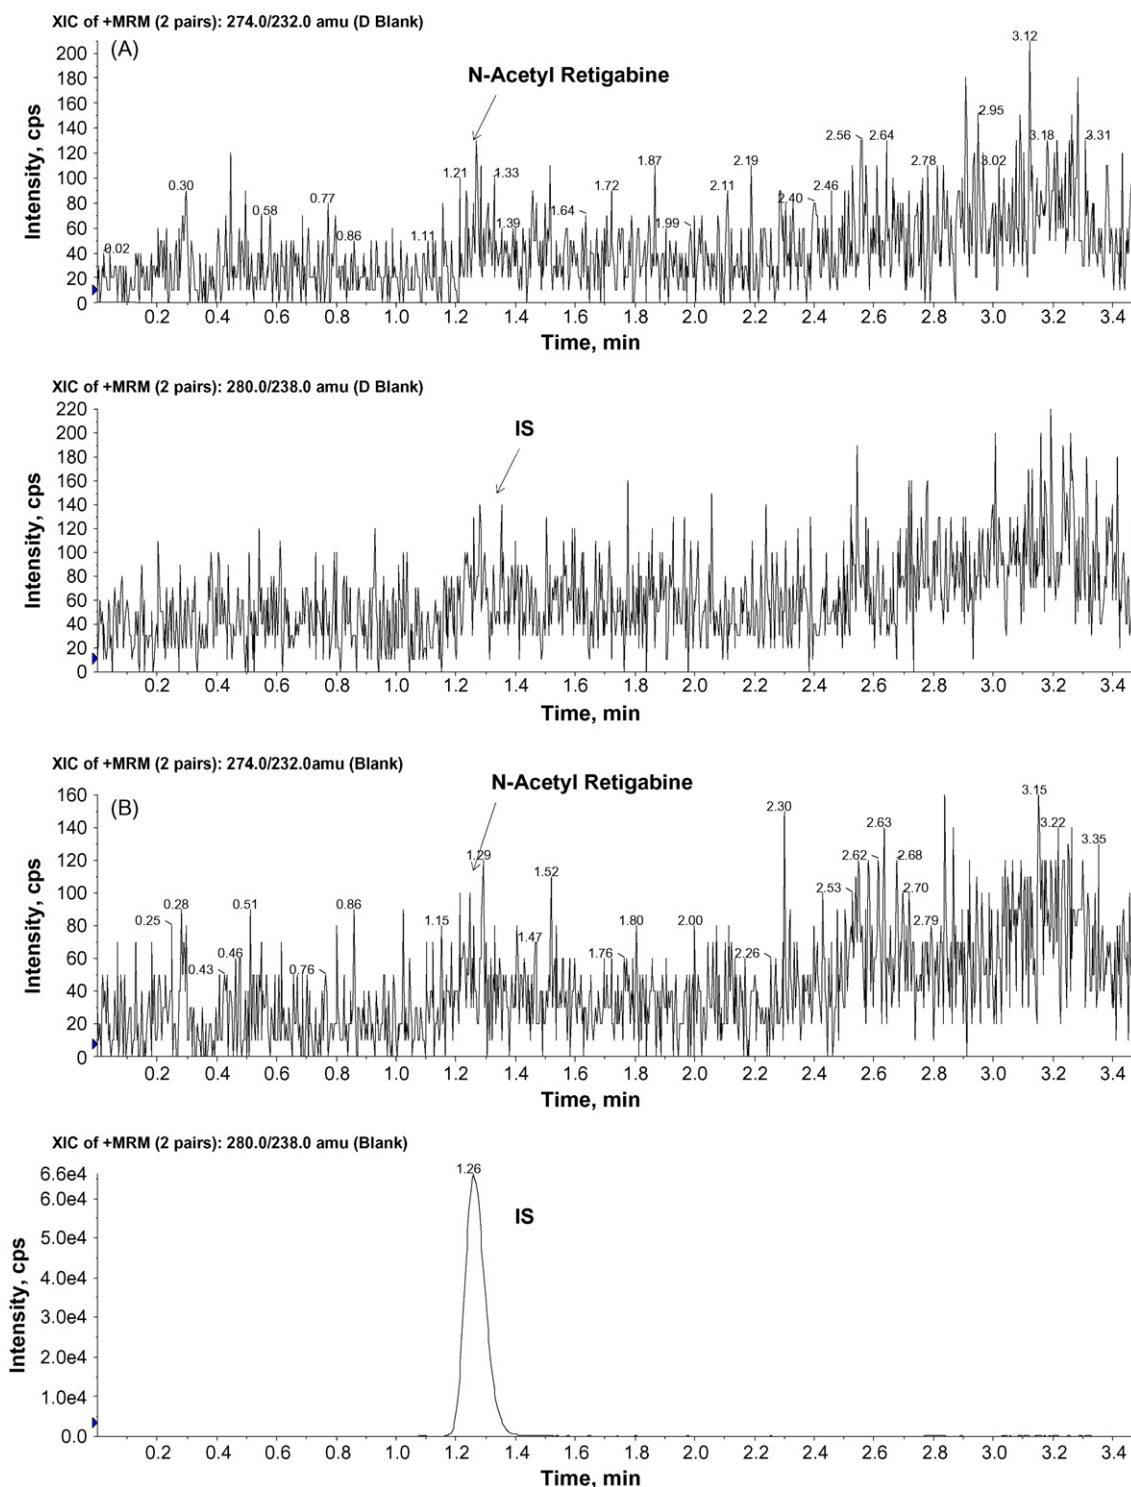 XIC of +MRM (2 pairs): 274.0/232.0 amu (D Blank)
(A)
N-Acetyl Retigabine
Intensity, cps
200
180
160
140
120
100
80
60
40
20
0
0.02
0.30
0.58
0.77
0.86
1.11
1.21
1.33
1.39
1.64
1.72
1.87
1.99
2.11
2.19
2.40
2.46
2.56
2.64
2.78
2.95
3.02
3.12
3.18
3.31
0.2 0.4 0.6 0.8 1.0 1.2 1.4 1.6 1.8 2.0 2.2 2.4 2.6 2.8 3.0 3.2 3.4
Time, min
XIC of +MRM (2 pairs): 280.0/238.0 amu (D Blank)
IS
Intensity, cps
220
200
180
160
140
120
100
80
60
40
20
0
0.2 0.4 0.6 0.8 1.0 1.2 1.4 1.6 1.8 2.0 2.2 2.4 2.6 2.8 3.0 3.2 3.4
Time, min
XIC of +MRM (2 pairs): 274.0/232.0amu (Blank)
(B)
N-Acetyl Retigabine
Intensity, cps
160
140
120
100
80
60
40
20
0
0.25
0.28
0.43
0.46
0.51
0.76
0.86
1.15
1.29
1.47
1.52
1.76
1.80
2.00
2.26
2.30
2.53
2.62
2.63
2.68
2.70
2.79
3.15
3.22
3.35
0.2 0.4 0.6 0.8 1.0 1.2 1.4 1.6 1.8 2.0 2.2 2.4 2.6 2.8 3.0 3.2 3.4
Time, min
XIC of +MRM (2 pairs): 280.0/238.0 amu (Blank)
1.26
IS
Intensity, cps
6.6e4
6.0e4
5.0e4
4.0e4
3.0e4
2.0e4
1.0e4
0.0
0.2 0.4 0.6 0.8 1.0 1.2 1.4 1.6 1.8 2.0 2.2 2.4 2.6 2.8 3.0 3.2 3.4
Time, min